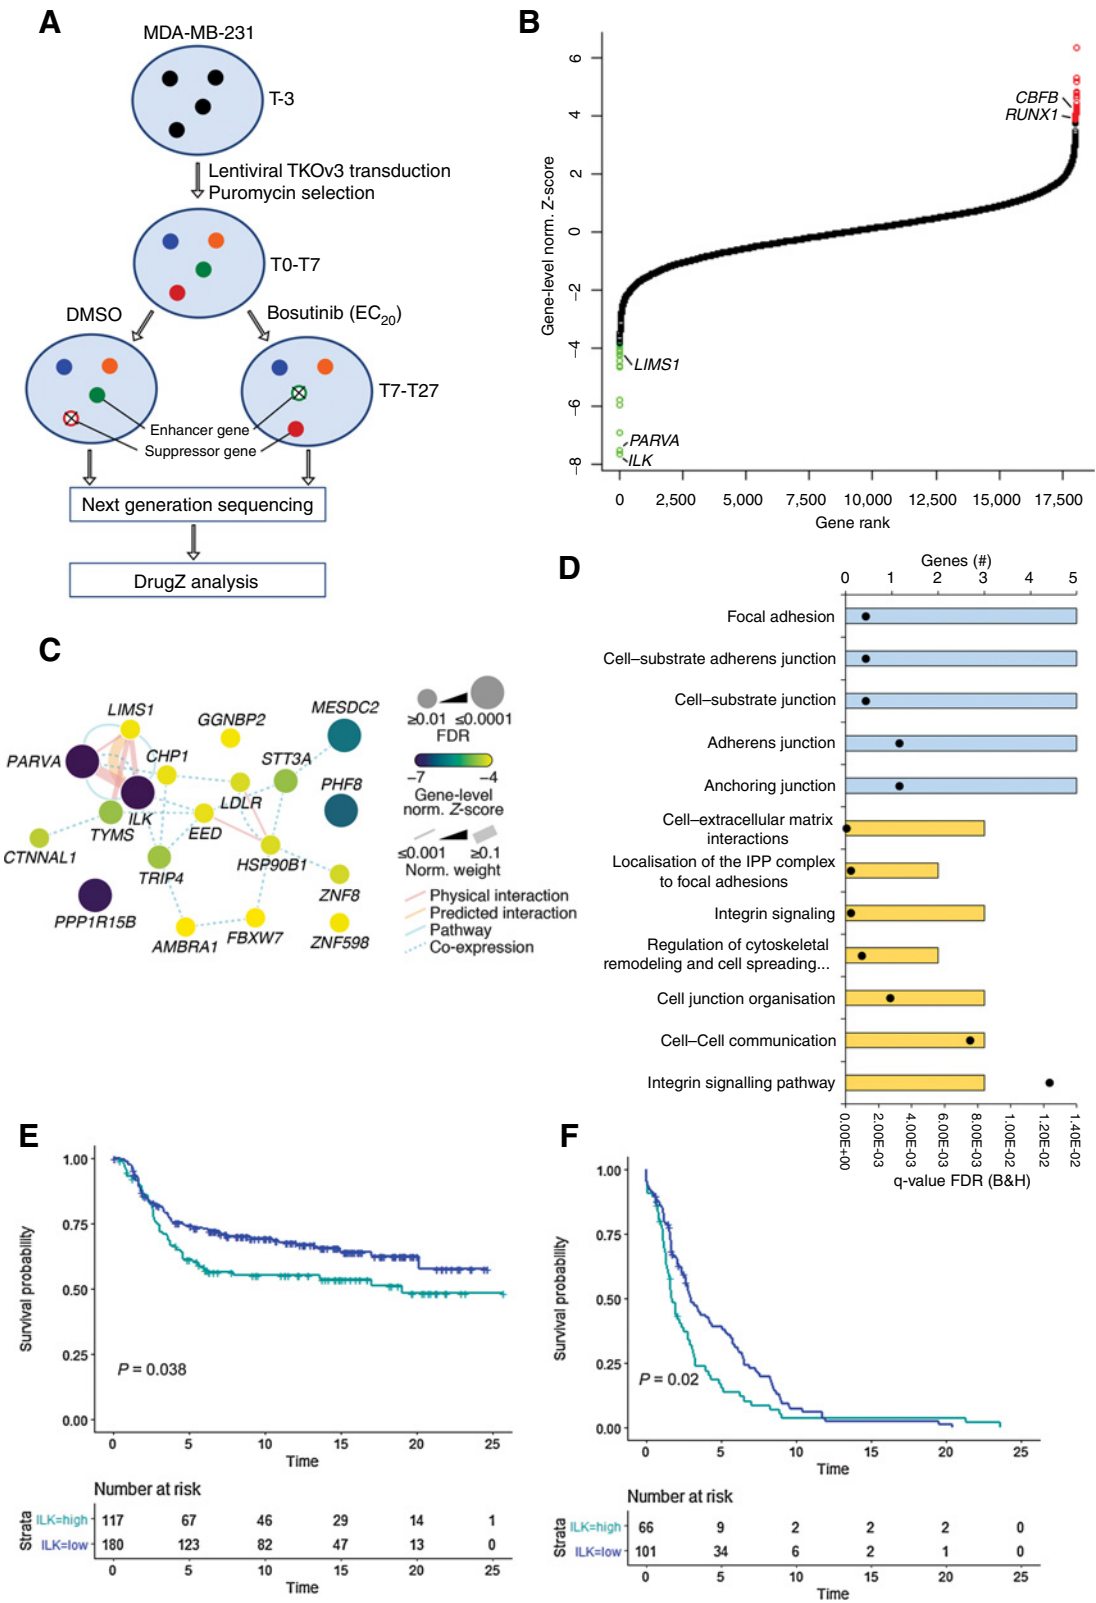 A
MDA-MB-231
T-3
Lentiviral TKOv3 transduction
Puromycin selection
T0-T7
DMSO
Bosutinib (EC20)
T7-T27
Enhancer gene
Suppressor gene
Next generation sequencing
DrugZ analysis
B
Gene-level norm. Z-score
6
4
2
0
−2
−4
−6
−8
CBFB
RUNX1
LIMS1
PARVA
ILK
0 2,500 5,000 7,500 10,000 12,500 15,000 17,500
Gene rank
C
LIMS1
GGNBP2
MESDC2
PARVA
CHP1
STT3A
PHF8
LDLR
ILK
TYMS
EED
CTNNAL1
HSP90B1
TRIP4
ZNF8
PPP1R15B
AMBRA1
FBXW7
ZNF598
≥0.01 ≤0.0001
FDR
−7 −4
Gene-level
norm. Z-score
≤0.001 ≥0.1
Norm. weight
Physical interaction
Predicted interaction
Pathway
Co-expression
D
Genes (#)
0 1 2 3 4 5
Focal adhesion
Cell–substrate adherens junction
Cell–substrate junction
Adherens junction
Anchoring junction
Cell–extracellular matrix
interactions
Localisation of the IPP complex
to focal adhesions
Integrin signaling
Regulation of cytoskeletal
remodeling and cell spreading...
Cell junction organisation
Cell–Cell communication
Integrin signalling pathway
0.00E+00 2.00E-03 4.00E-03 6.00E-03 8.00E-03 1.00E-02 1.20E-02 1.40E-02
q-value FDR (B&H)
E
Survival probability
1.00
0.75
0.50
0.25
0.00
P = 0.038
0 5 10 15 20 25
Time
Number at risk
Strata
ILK=high 117 67 46 29 14 1
ILK=low 180 123 82 47 13 0
0 5 10 15 20 25
Time
F
Survival probability
1.00
0.75
0.50
0.25
0.00
P = 0.02
0 5 10 15 20 25
Time
Number at risk
Strata
ILK=high 66 9 2 2 2 0
ILK=low 101 34 6 2 1 0
0 5 10 15 20 25
Time